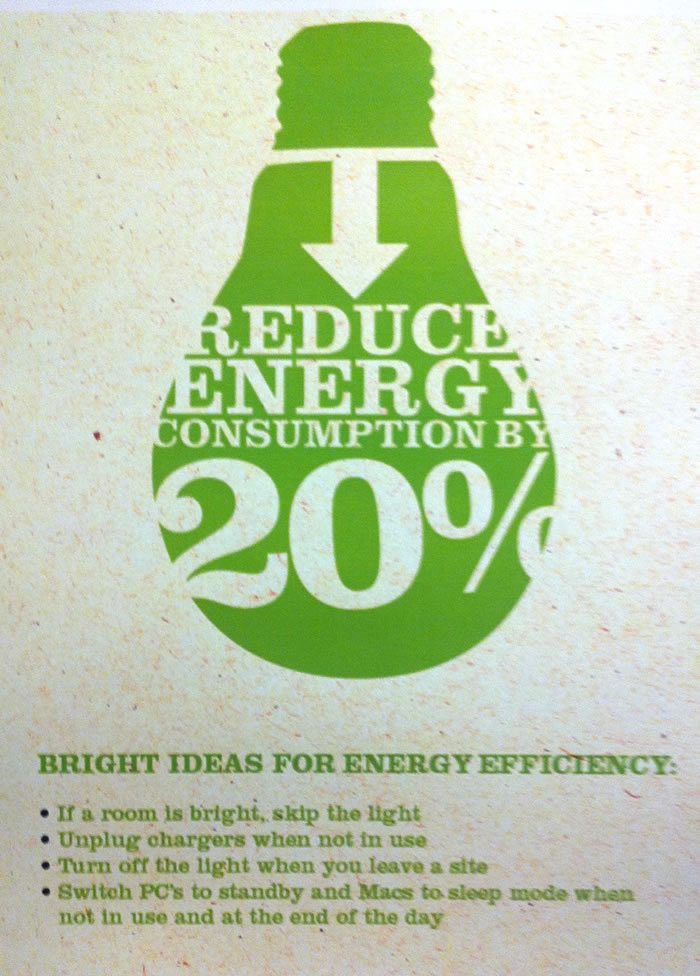 REDUCE
ENERGY
CONSUMPTION BY
20%
BRIGHT IDEAS FOR ENERGY EFFICIENCY:
• If a room is bright, skip the light
• Unplug chargers when not in use
• Turn off the light when you leave a site
• Switch PC's to standby and Macs to sleep mode when
not in use and at the end of the day